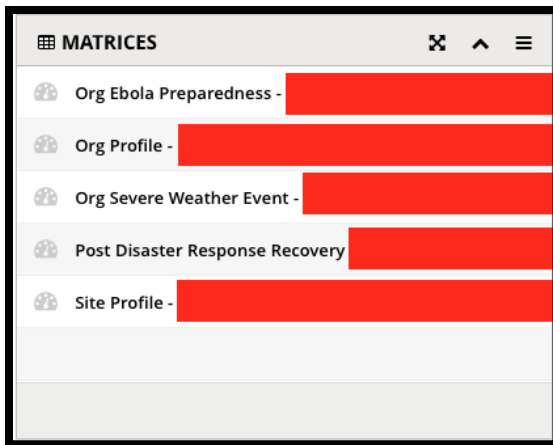 MATRICES
Org Ebola Preparedness -
Org Profile -
Org Severe Weather Event -
Post Disaster Response Recovery
Site Profile -